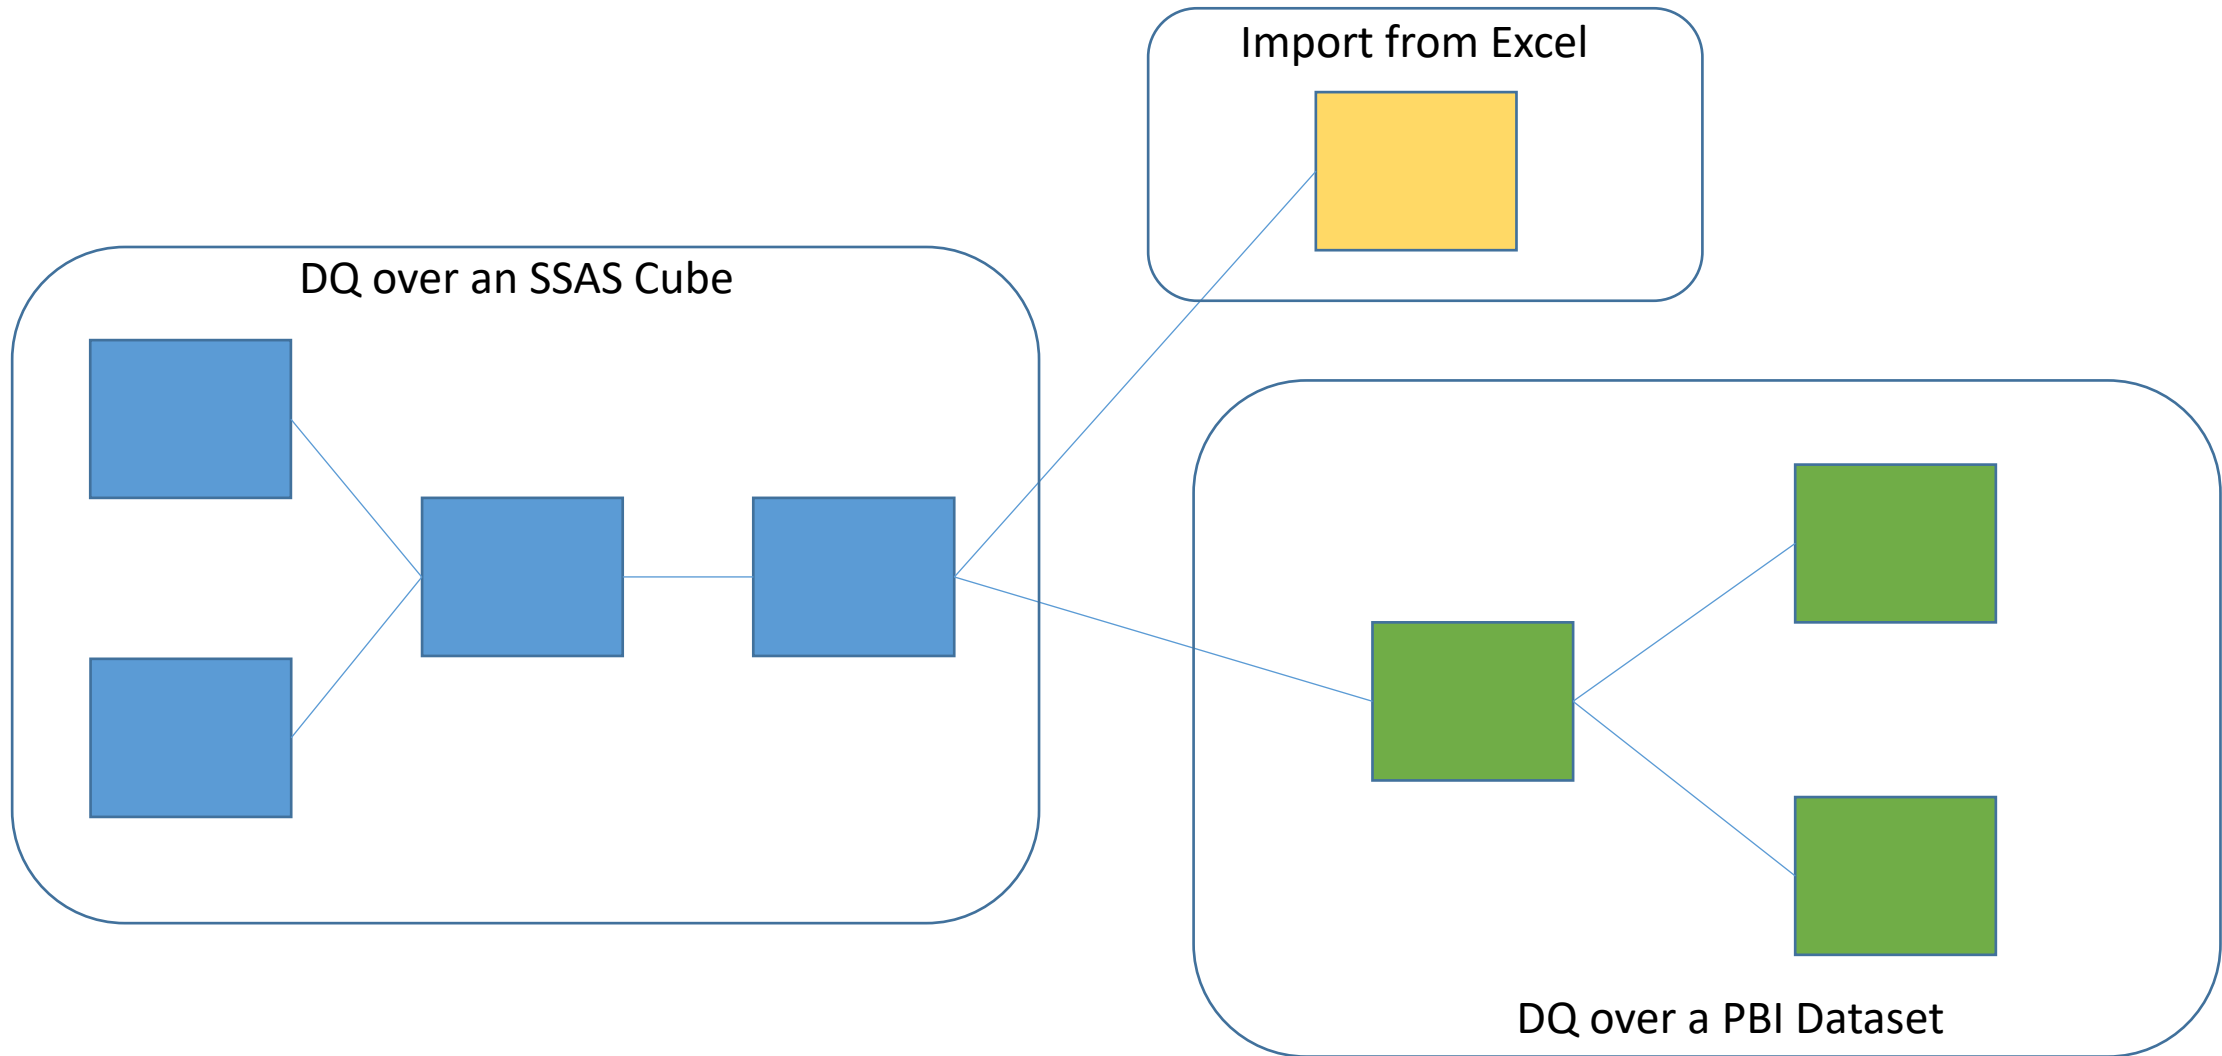 Import from Excel
DQ over an SSAS Cube
DQ over a PBI Dataset